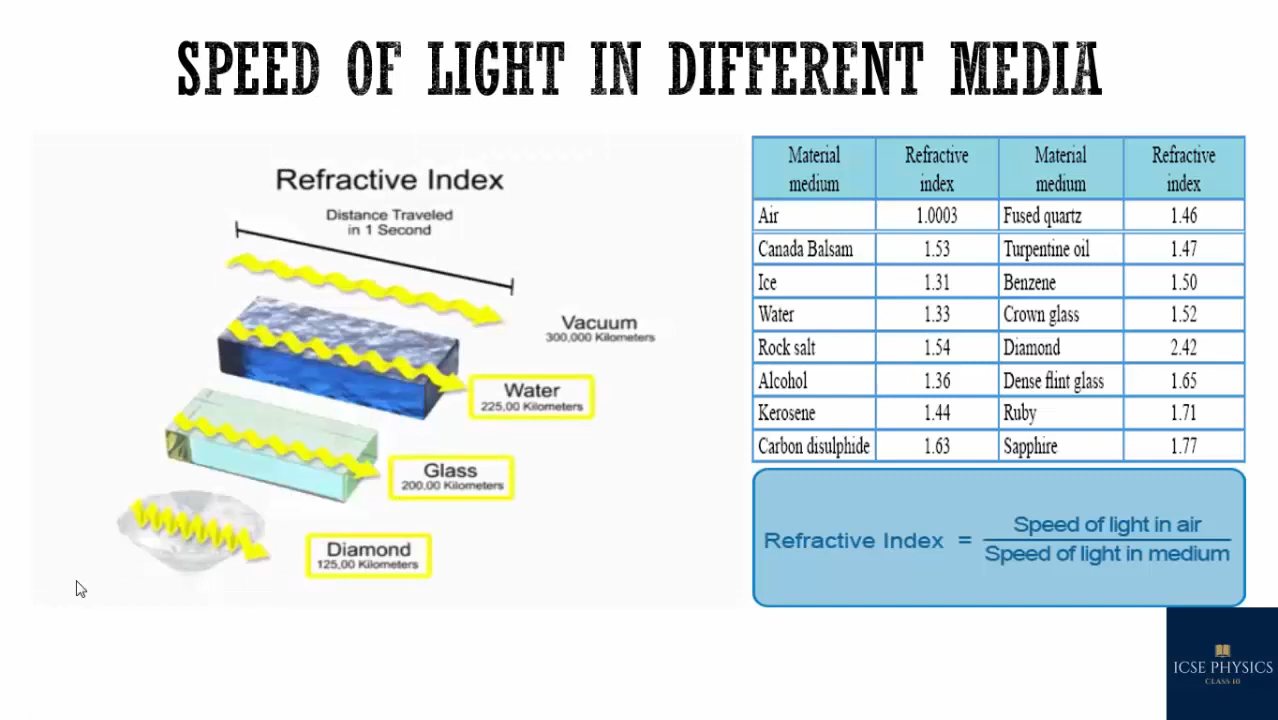 SPEED OF LIGHT IN DIFFERENT MEDIA
Refractive Index
Distance Traveled
in 1 Second
Vacuum
300,000 Kilometers
Water
225,00 Kilometers
Glass
200,00 Kilometers
Diamond
125,00 Kilometers
Material medium Refractive index Material medium Refractive index
Air 1.0003 Fused quartz 1.46
Canada Balsam 1.53 Turpentine oil 1.47
Ice 1.31 Benzene 1.50
Water 1.33 Crown glass 1.52
Rock salt 1.54 Diamond 2.42
Alcohol 1.36 Dense flint glass 1.65
Kerosene 1.44 Ruby 1.71
Carbon disulphide 1.63 Sapphire 1.77
Refractive Index = Speed of light in air
Speed of light in medium
ICSE PHYSICS
CLASS 10